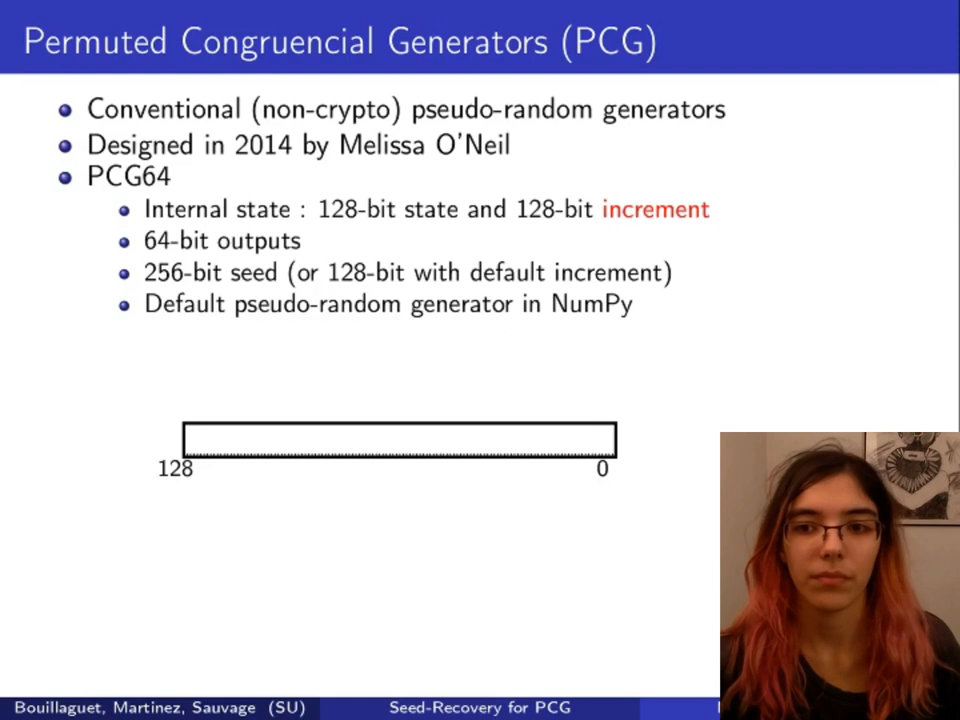 Permuted Congruencial Generators (PCG)
Conventional (non-crypto) pseudo-random generators
Designed in 2014 by Melissa O'Neil
PCG64
Internal state : 128-bit state and 128-bit increment
64-bit outputs
256-bit seed (or 128-bit with default increment)
Default pseudo-random generator in NumPy
128 0
Bouillaguet, Martinez, Sauvage (SU) Seed-Recovery for PCG